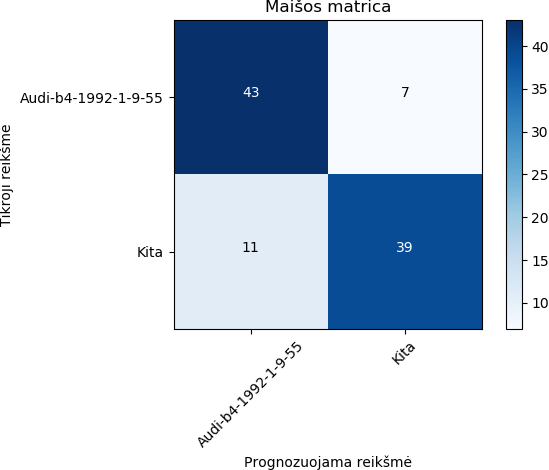 Maišos matrica
Audi-b4-1992-1-9-55
43
7
40
35
30
25
20
15
10
Kita
11
39
Tikroji reikšmė
Audi-b4-1992-1-9-55
Kita
Prognozuojama reikšmė